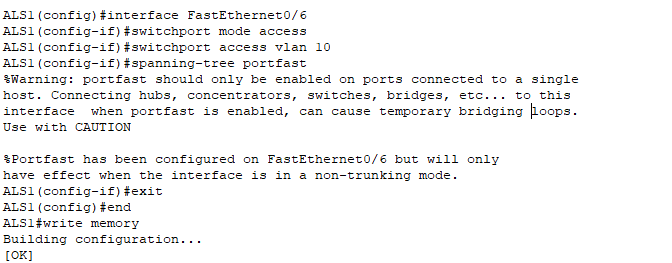 ALS1(config)#interface FastEthernet0/6
ALS1(config-if)#switchport mode access
ALS1(config-if)#switchport access vlan 10
ALS1(config-if)#spanning-tree portfast
%Warning: portfast should only be enabled on ports connected to a single
host. Connecting hubs, concentrators, switches, bridges, etc... to this
interface  when portfast is enabled, can cause temporary bridging loops.
Use with CAUTION

%Portfast has been configured on FastEthernet0/6 but will only
have effect when the interface is in a non-trunking mode.
ALS1(config-if)#exit
ALS1(config)#end
ALS1#write memory
Building configuration...
[OK]